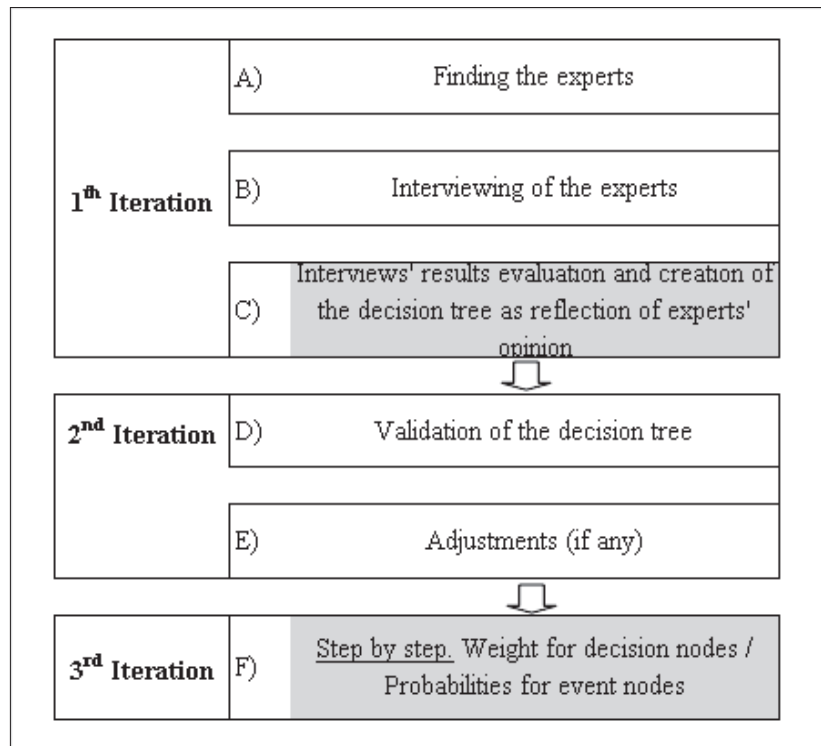 A) Finding the experts
1th Iteration
B) Interviewing of the experts
C) Interviews' results evaluation and creation of
the decision tree as reflection of experts'
opinion
2nd Iteration
D) Validation of the decision tree
E) Adjustments (if any)
3rd Iteration
F) Step by step. Weight for decision nodes /
Probabilities for event nodes